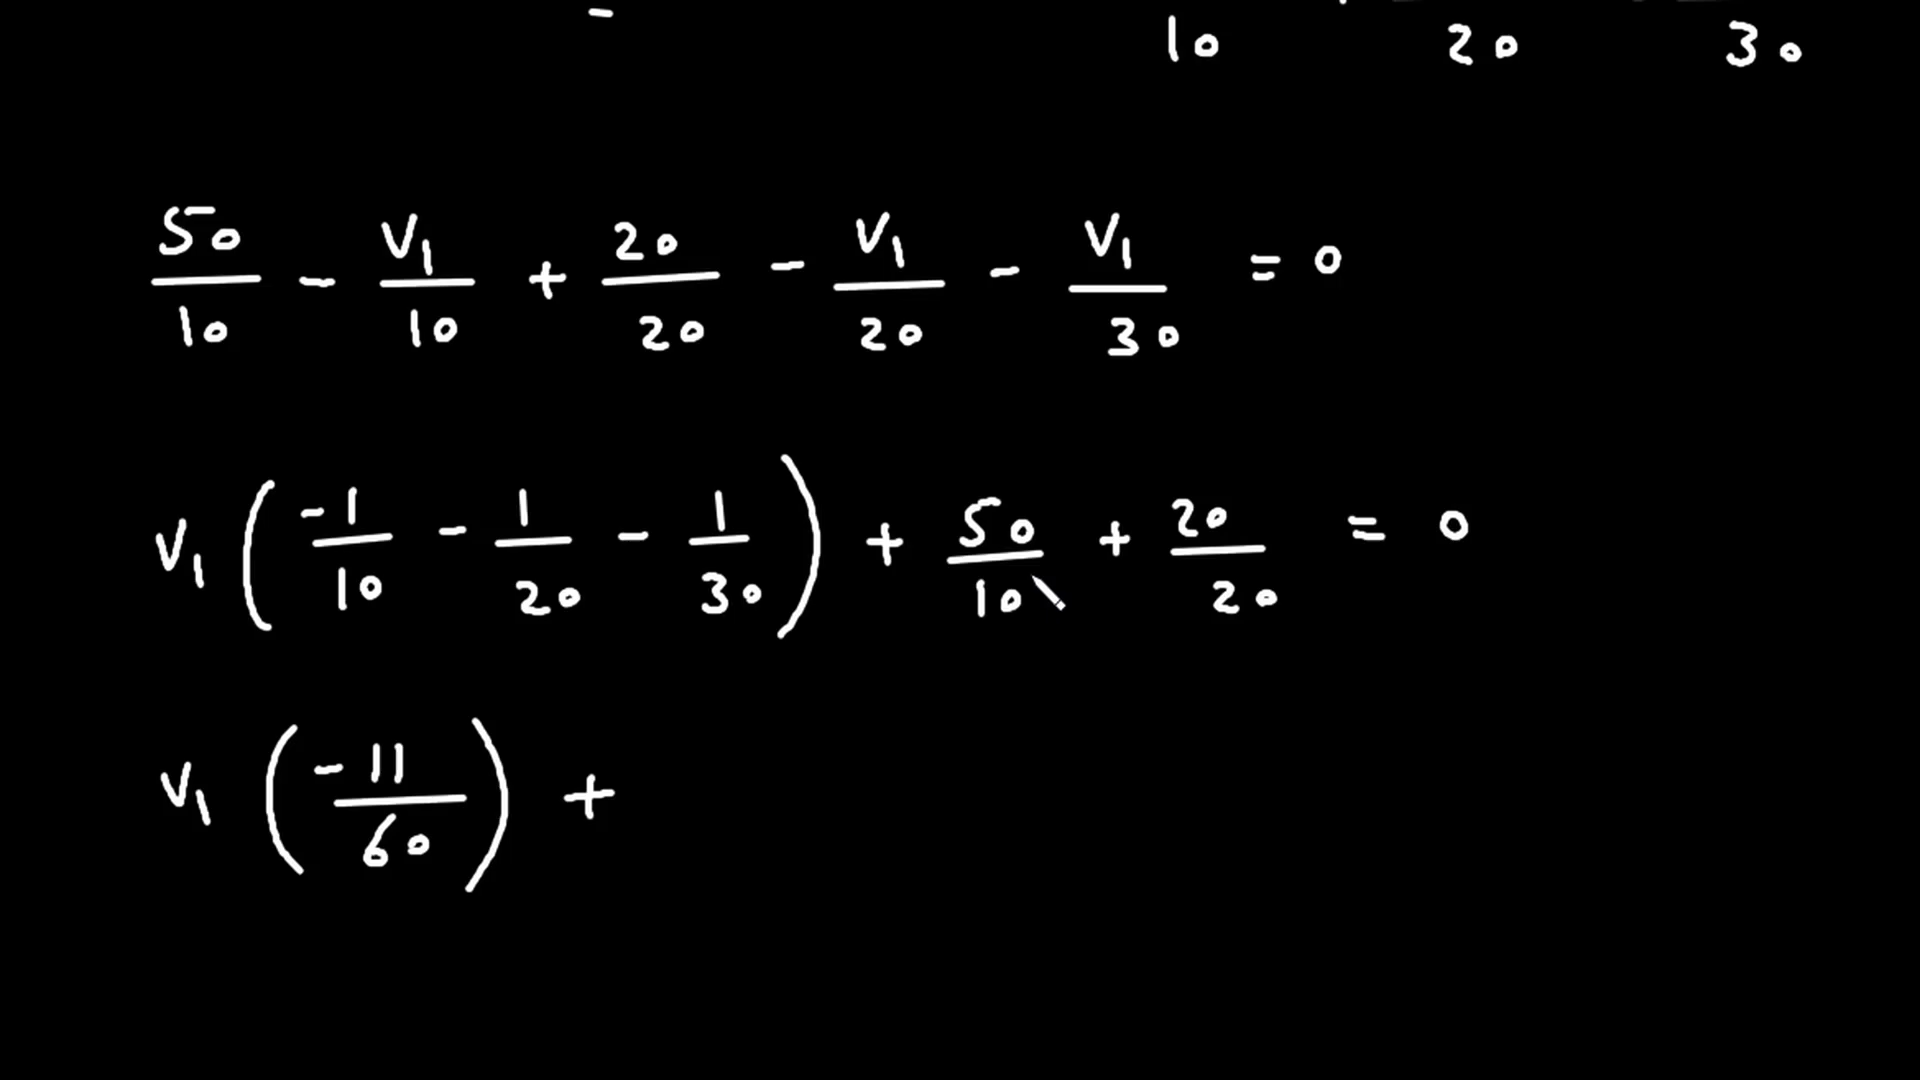 - 10 20 30
50/10 - V1/10 + 20/20 - V1/20 - V1/30 = 0
V1 ( -1/10 - 1/20 - 1/30 ) + 50/10 + 20/20 = 0
V1 ( -11/60 ) +